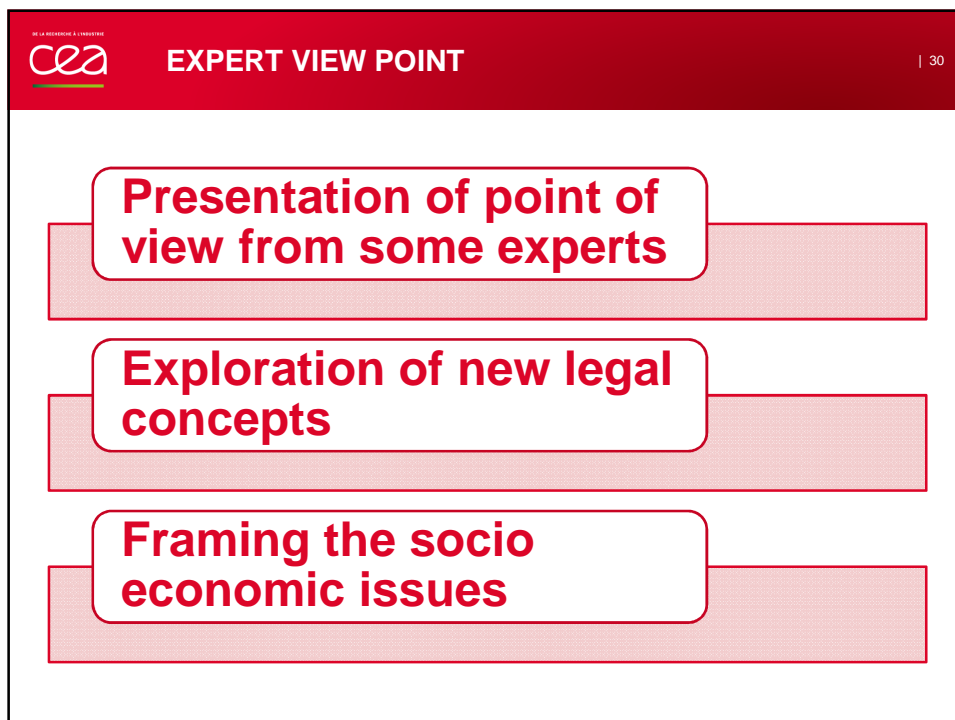 DE LA RECHERCHE À L'INDUSTRIE
cea
EXPERT VIEW POINT
| 30
Presentation of point of
view from some experts
Exploration of new legal
concepts
Framing the socio
economic issues